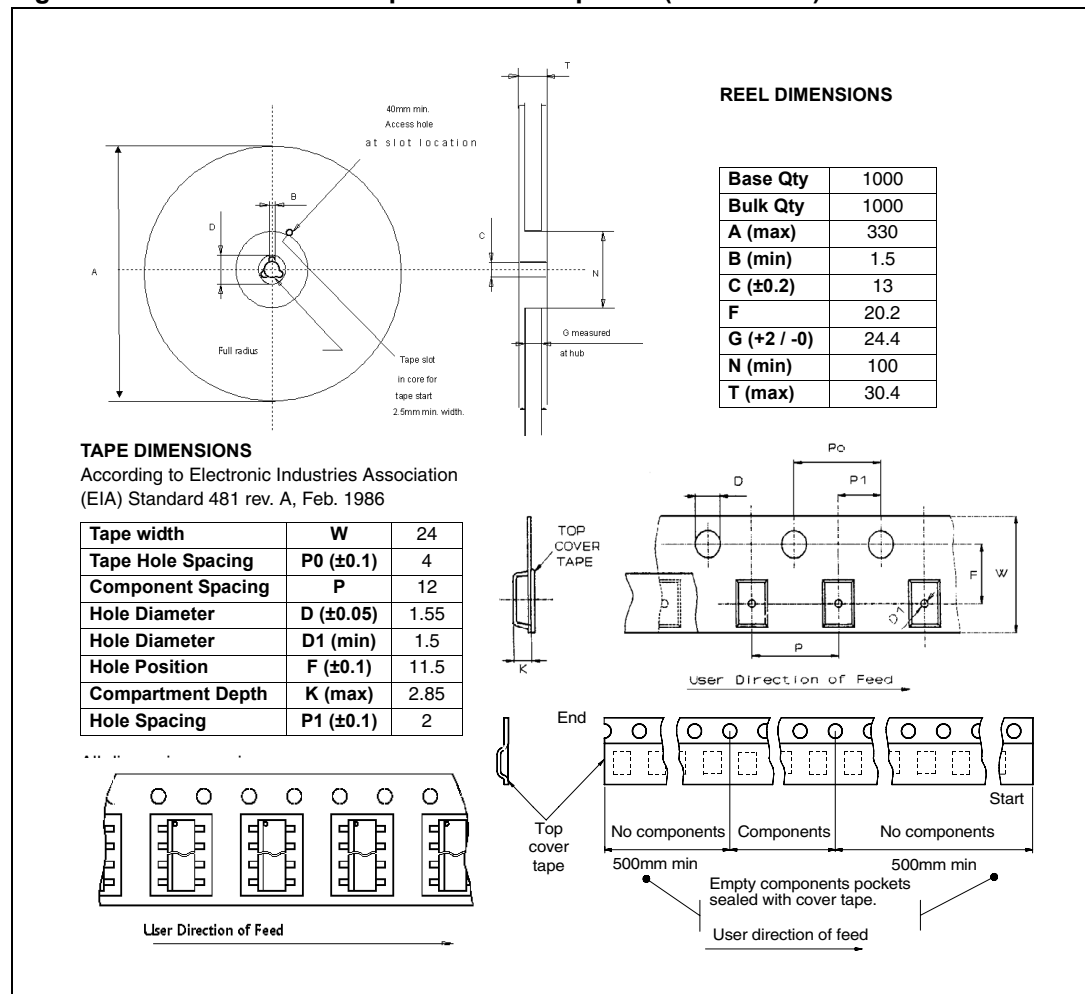 T
REEL DIMENSIONS
40mm min.
Access hole
at slot location
B
D
C
A
N
Full radius
Tape slot
in core for
tape start
2.5mm min. width.
G measured
at hub
Base Qty 1000
Bulk Qty 1000
A (max) 330
B (min) 1.5
C (±0.2) 13
F 20.2
G (+2 / -0) 24.4
N (min) 100
T (max) 30.4
TAPE DIMENSIONS
According to Electronic Industries Association
(EIA) Standard 481 rev. A, Feb. 1986
Tape width W 24
Tape Hole Spacing P0 (±0.1) 4
Component Spacing P 12
Hole Diameter D (±0.05) 1.55
Hole Diameter D1 (min) 1.5
Hole Position F (±0.1) 11.5
Compartment Depth K (max) 2.85
Hole Spacing P1 (±0.1) 2
TOP
COVER
TAPE
K
Po
D
P1
F
W
D1
P
User Direction of Feed
End
Start
Top
cover
tape
No components
Components
No components
500mm min
500mm min
Empty components pockets
sealed with cover tape.
User direction of feed
User Direction of Feed